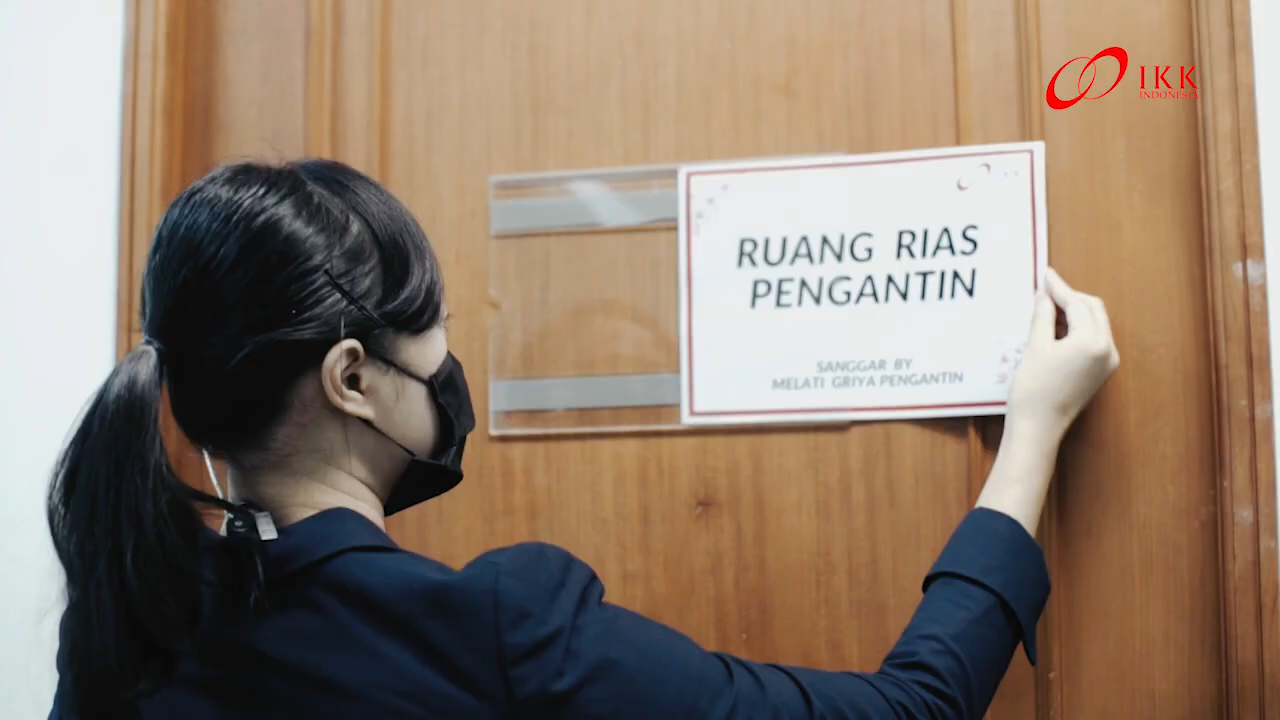 IKK
INDONESIA
RUANG RIAS
PENGANTIN
SANGGAR BY
MELATI GRIYA PENGANTIN